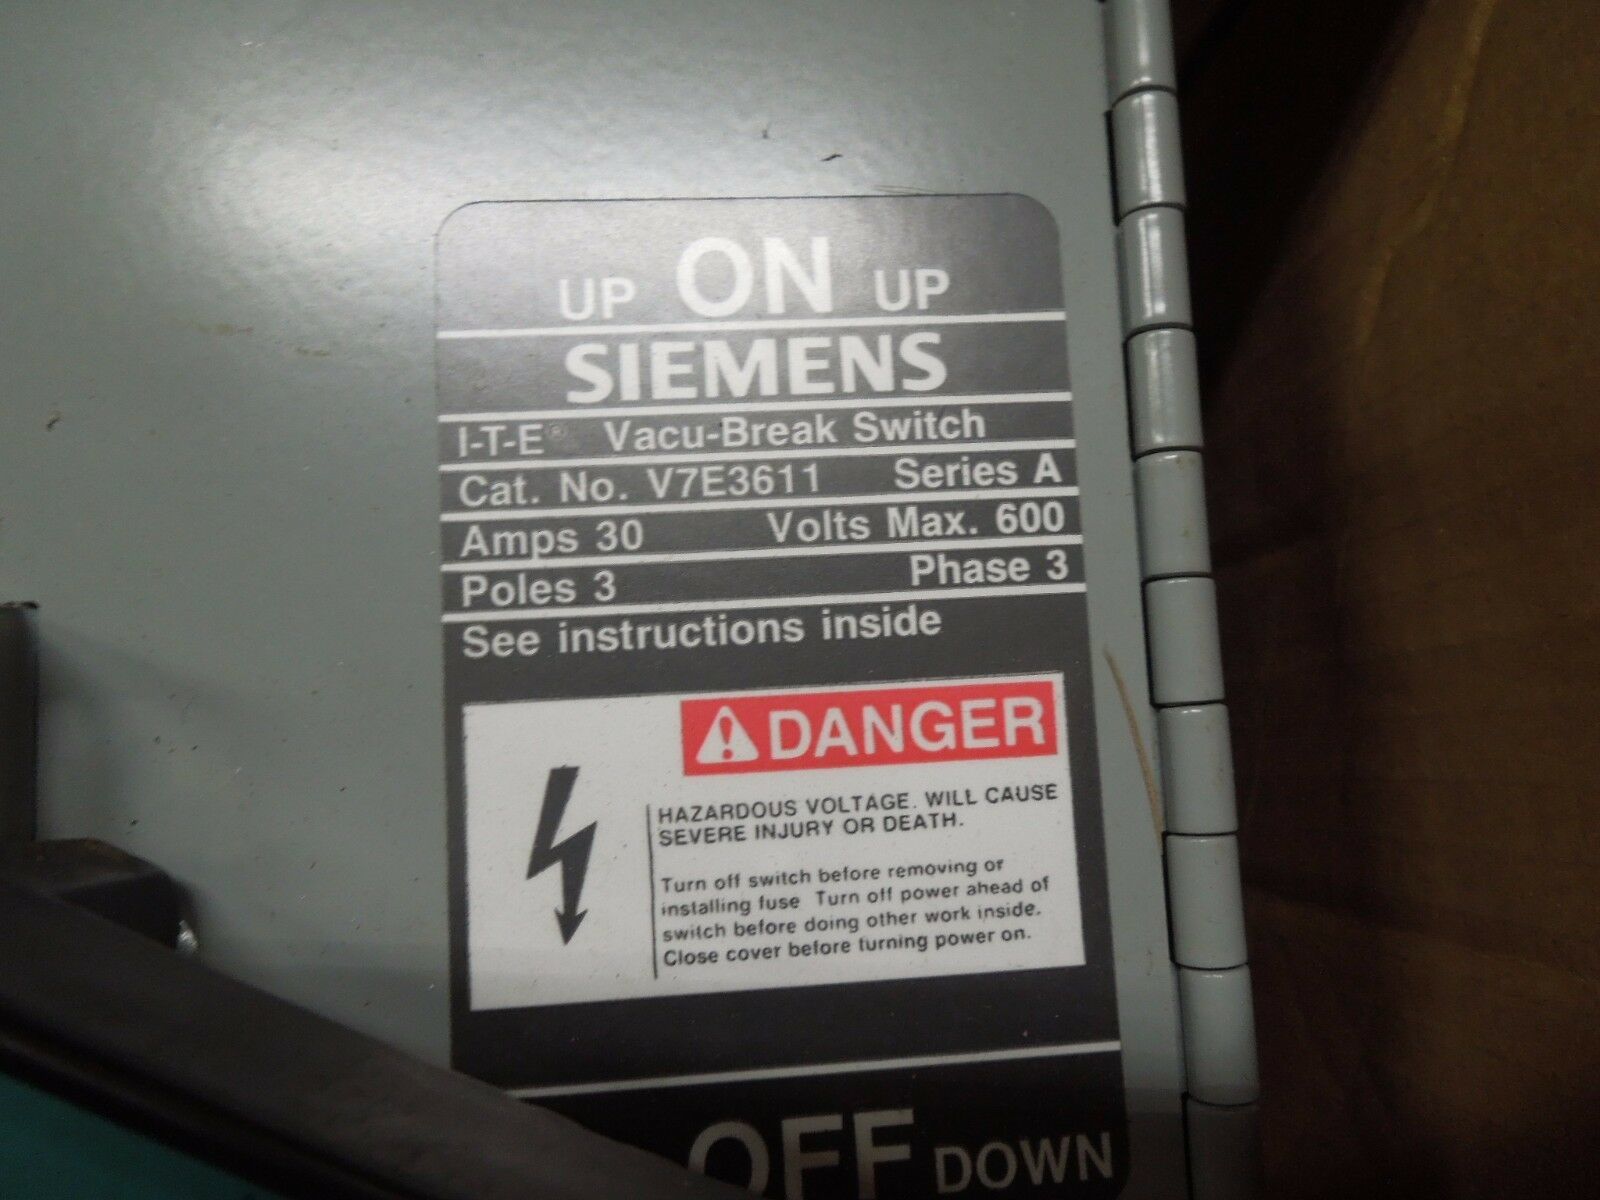 UP ON UP
SIEMENS
I-T-E® Vacu-Break Switch
Cat. No. V7E3611 Series A
Amps 30 Volts Max. 600
Poles 3 Phase 3
See instructions inside
DANGER
HAZARDOUS VOLTAGE. WILL CAUSE
SEVERE INJURY OR DEATH.
Turn off switch before removing or
installing fuse Turn off power ahead of
switch before doing other work inside.
Close cover before turning power on.
OFF DOWN